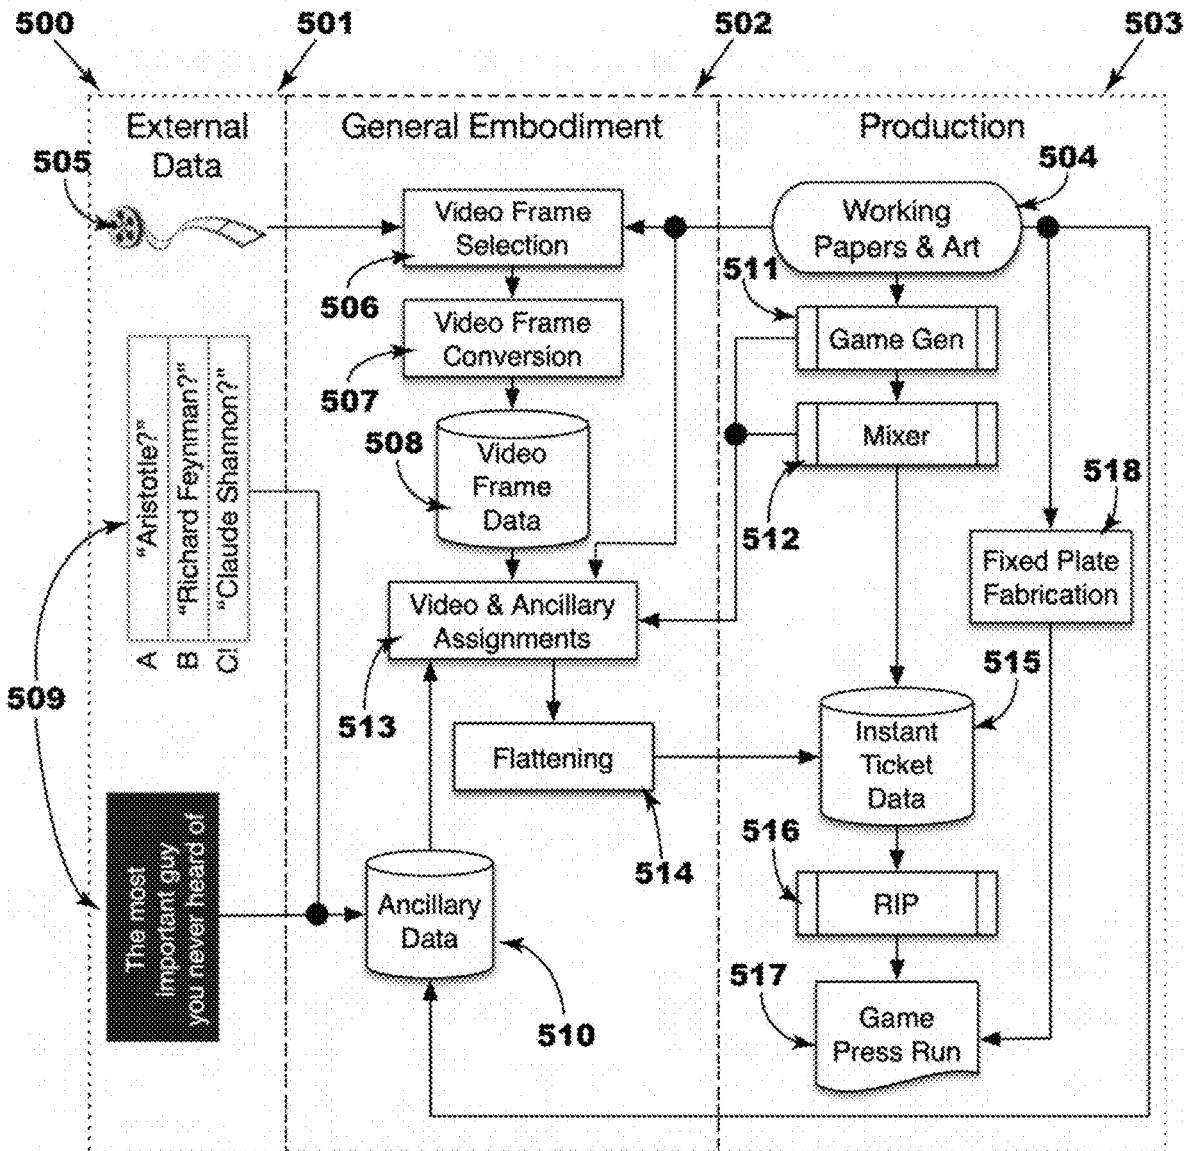 500
501
502
503
External
Data
General Embodiment
Production
505
504
Video Frame
Selection
Working
Papers & Art
506
511
Video Frame
Conversion
Game Gen
507
"Aristotle?"
"Richard Feynman?"
"Claude Shannon?"
A
B
C!
508
Video
Frame
Data
Mixer
512
518
Fixed Plate
Fabrication
Video & Ancillary
Assignments
509
513
515
Flattening
Instant
Ticket
Data
514
516
The most
important guy
you never heard of
Ancillary
Data
RIP
510
517
Game
Press Run